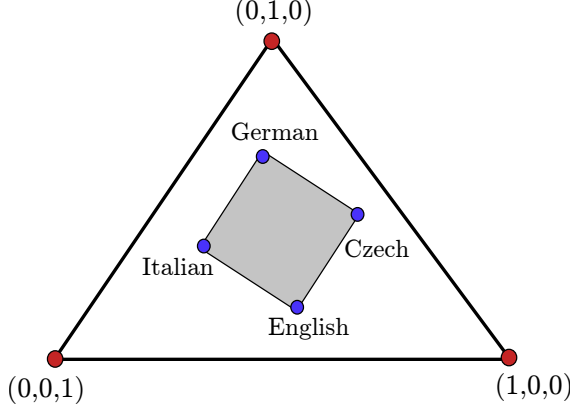 (0,1,0)
German
Czech
Italian
English
(0,0,1)
(1,0,0)